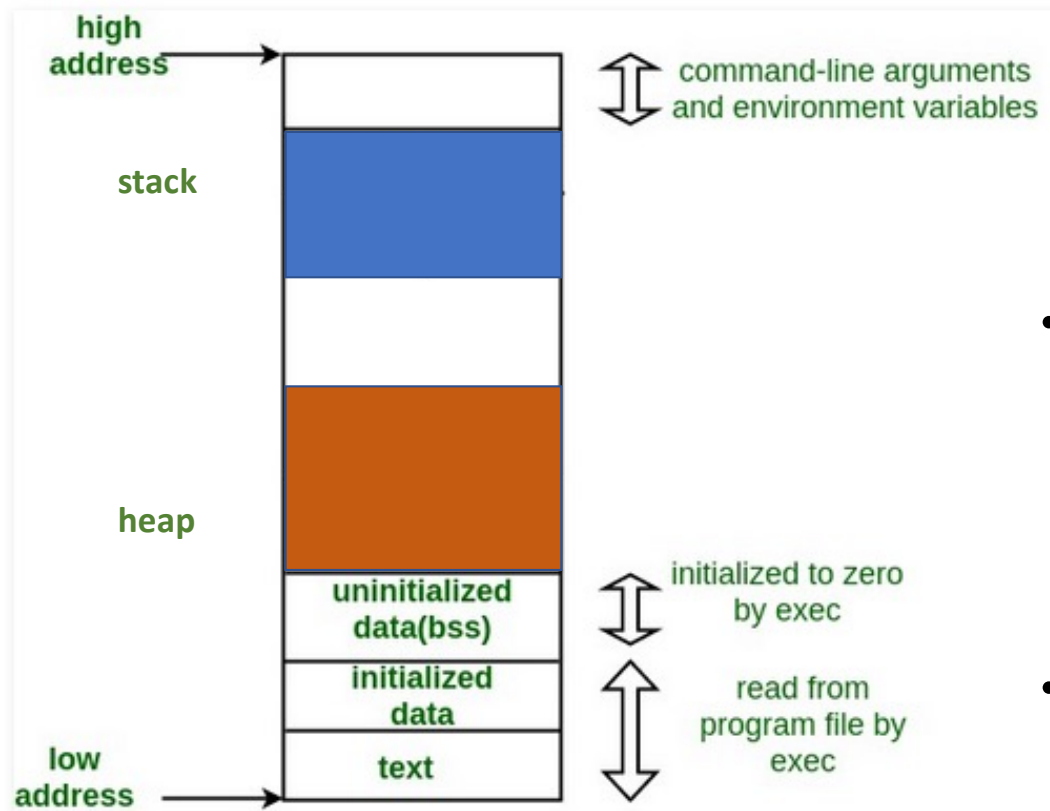 high
address
command-line arguments
and environment variables
stack
heap
uninitialized
data(bss)
initialized to zero
by exec
initialized
data
read from
program file by
exec
text
low
address